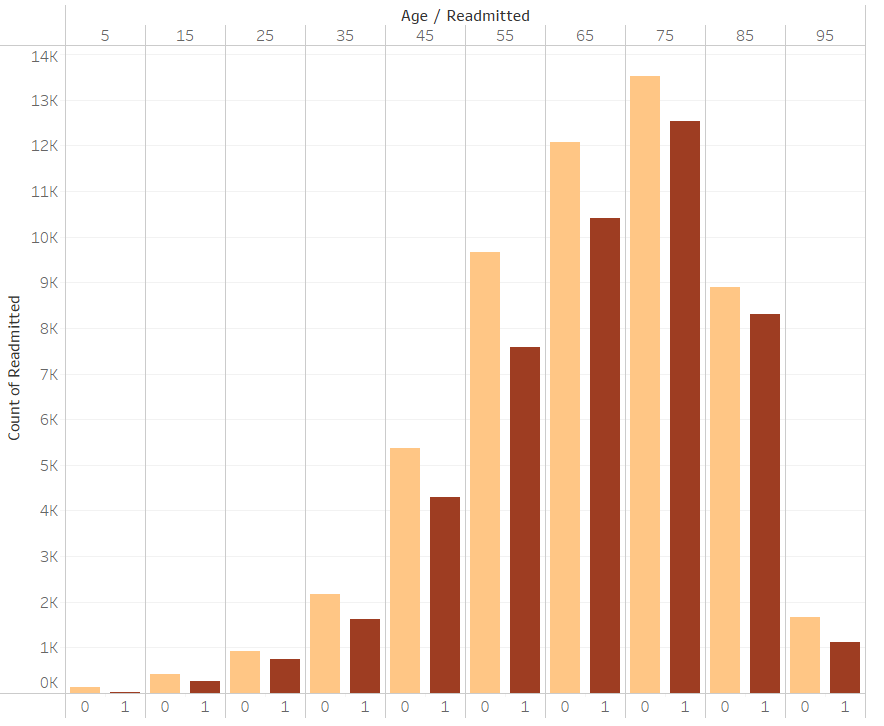 Age / Readmitted
5 15 25 35 45 55 65 75 85 95
14K
13K
12K
11K
10K
9K
8K
7K
6K
5K
4K
3K
2K
1K
0K
Count of Readmitted
0 1 0 1 0 1 0 1 0 1 0 1 0 1 0 1 0 1 0 1